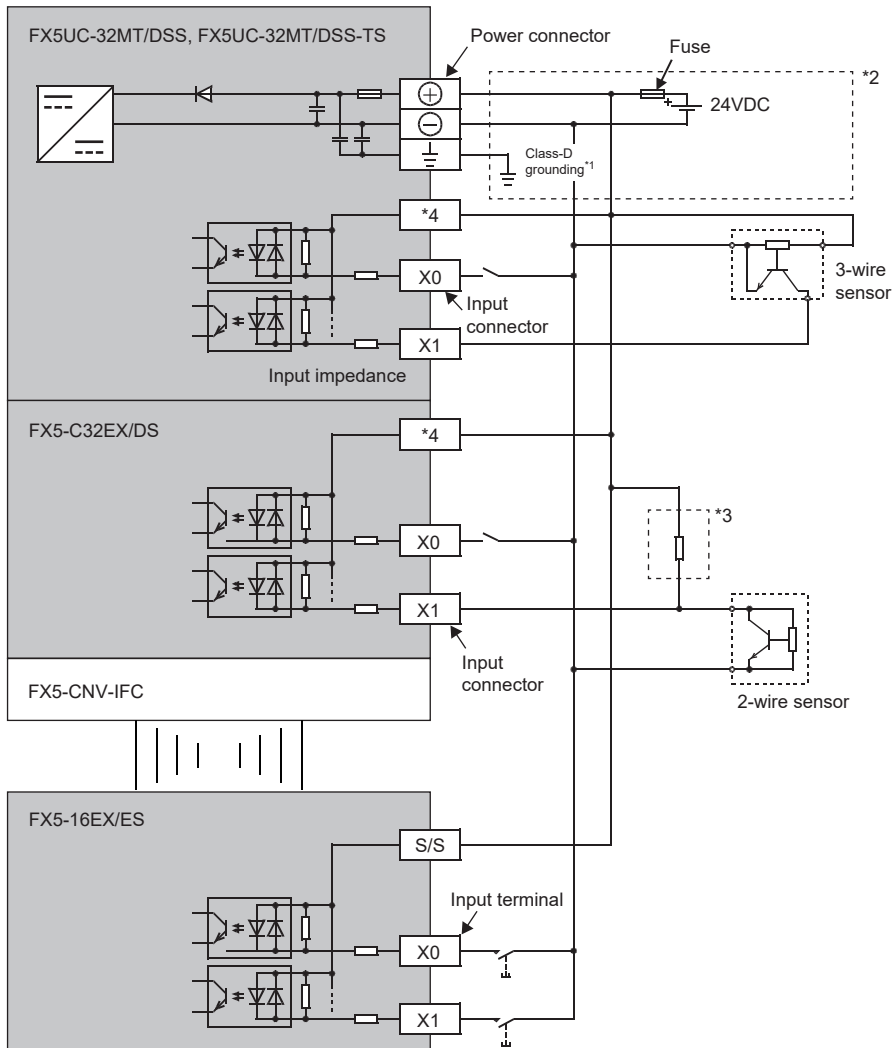 FX5UC-32MT/DSS, FX5UC-32MT/DSS-TS
Power connector
Fuse
*2
+
24VDC
Class-D
grounding*1
*4
X0
Input
connector
3-wire
sensor
X1
Input impedance
FX5-C32EX/DS
*4
*3
X0
X1
Input
connector
2-wire sensor
FX5-CNV-IFC
FX5-16EX/ES
S/S
Input terminal
X0
X1